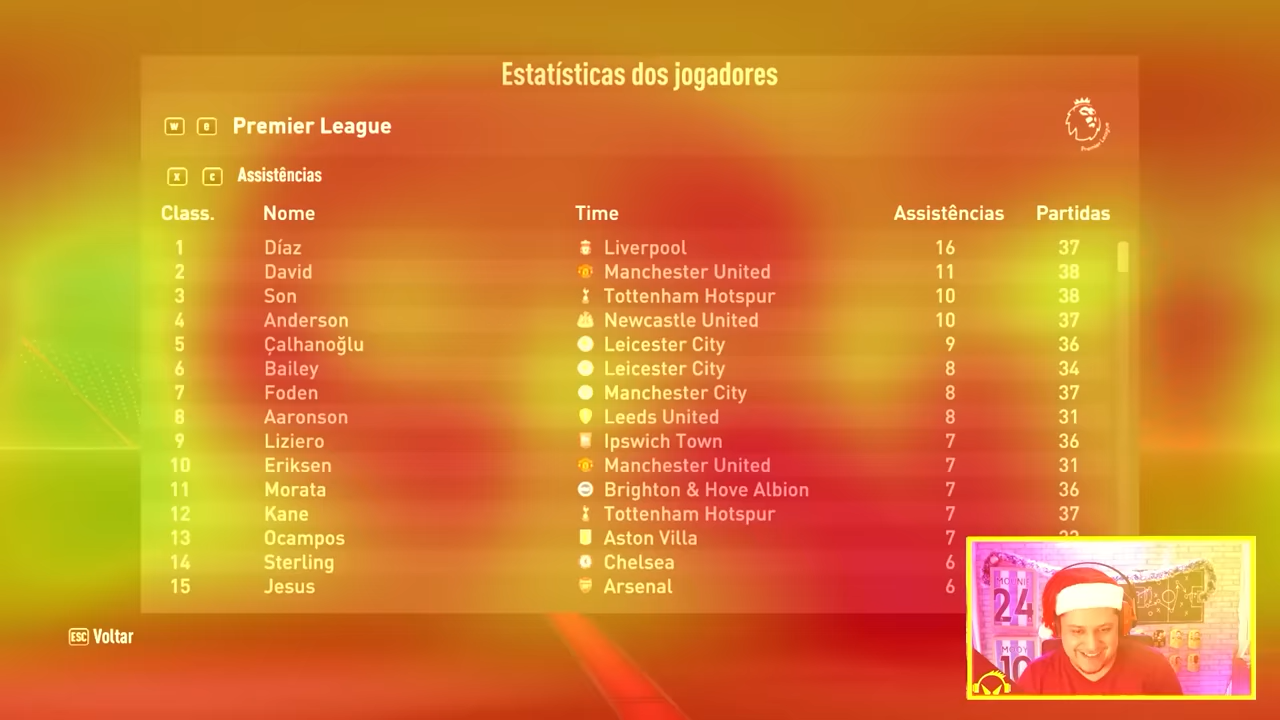 Estatísticas dos jogadores
W Q Premier League
Premier League
X C Assistências
Class. Nome Time Assistências Partidas
1 Díaz Liverpool 16 37
2 David Manchester United 11 38
3 Son Tottenham Hotspur 10 38
4 Anderson Newcastle United 10 37
5 Çalhanoğlu Leicester City 9 36
6 Bailey Leicester City 8 34
7 Foden Manchester City 8 37
8 Aaronson Leeds United 8 31
9 Liziero Ipswich Town 7 36
10 Eriksen Manchester United 7 31
11 Morata Brighton & Hove Albion 7 36
12 Kane Tottenham Hotspur 7 37
13 Ocampos Aston Villa 7
14 Sterling Chelsea 6
15 Jesus Arsenal 6
24
10
ESC Voltar